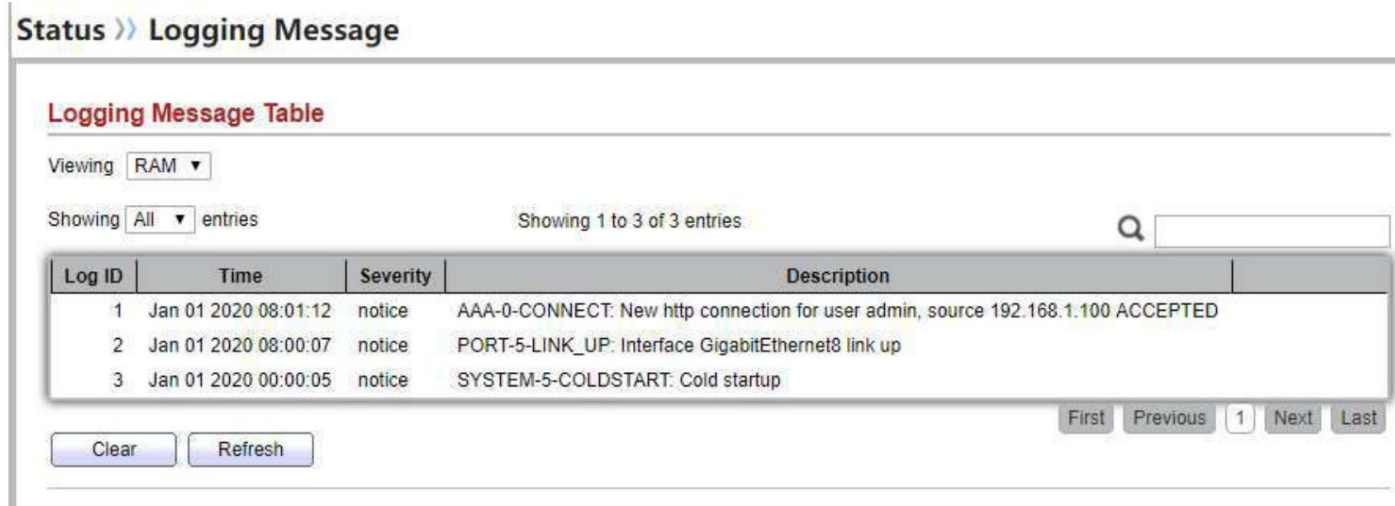 Status » Logging Message
Logging Message Table
Viewing RAM ▼
Showing All ▼ entries Showing 1 to 3 of 3 entries
Log ID Time Severity Description
1 Jan 01 2020 08:01:12 notice AAA-0-CONNECT: New http connection for user admin, source 192.168.1.100 ACCEPTED
2 Jan 01 2020 08:00:07 notice PORT-5-LINK_UP: Interface GigabitEthernet8 link up
3 Jan 01 2020 00:00:05 notice SYSTEM-5-COLDSTART: Cold startup
First Previous 1 Next Last
Clear Refresh